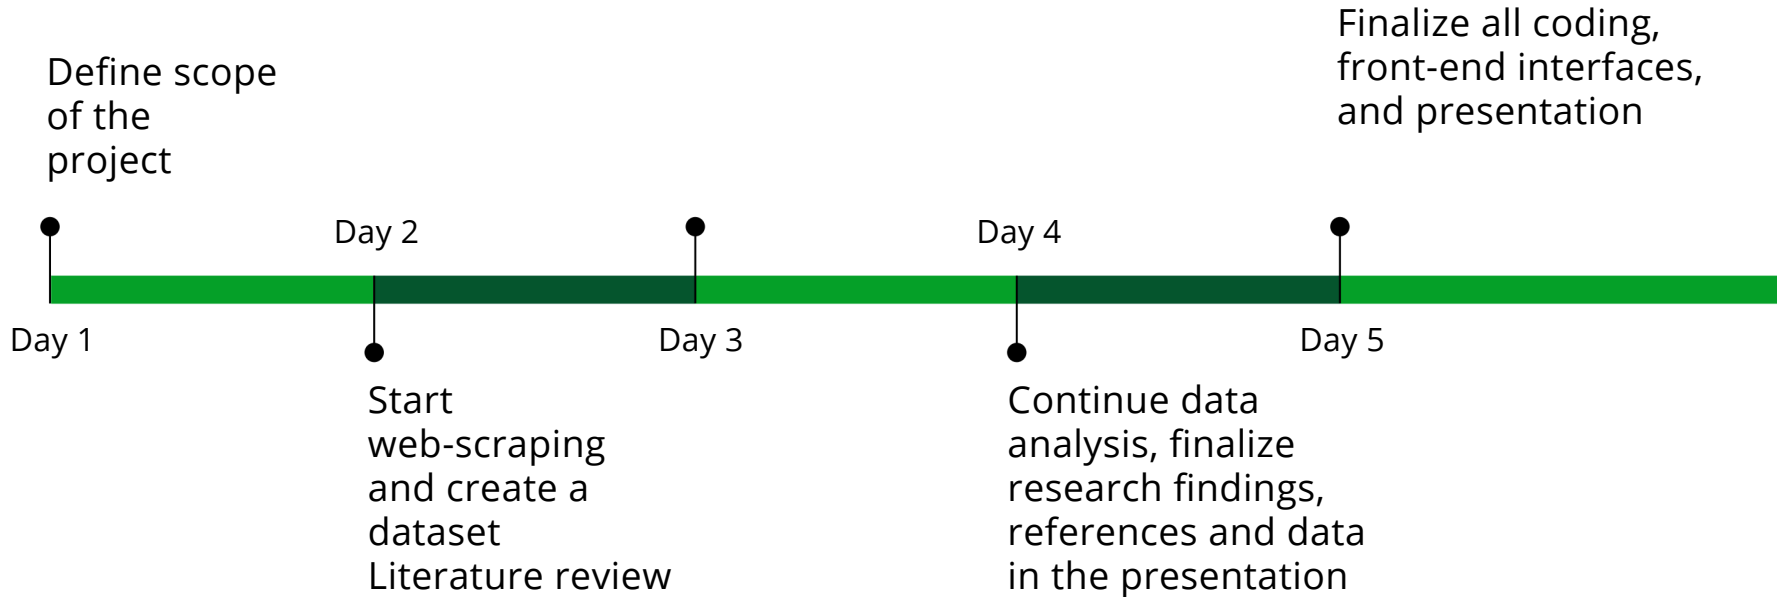 Define scope
of the
project
Finalize all coding,
front-end interfaces,
and presentation
Day 2
Day 4
Day 1
Day 3
Day 5
Start
web-scraping
and create a
dataset
Literature review
Continue data
analysis, finalize
research findings,
references and data
in the presentation